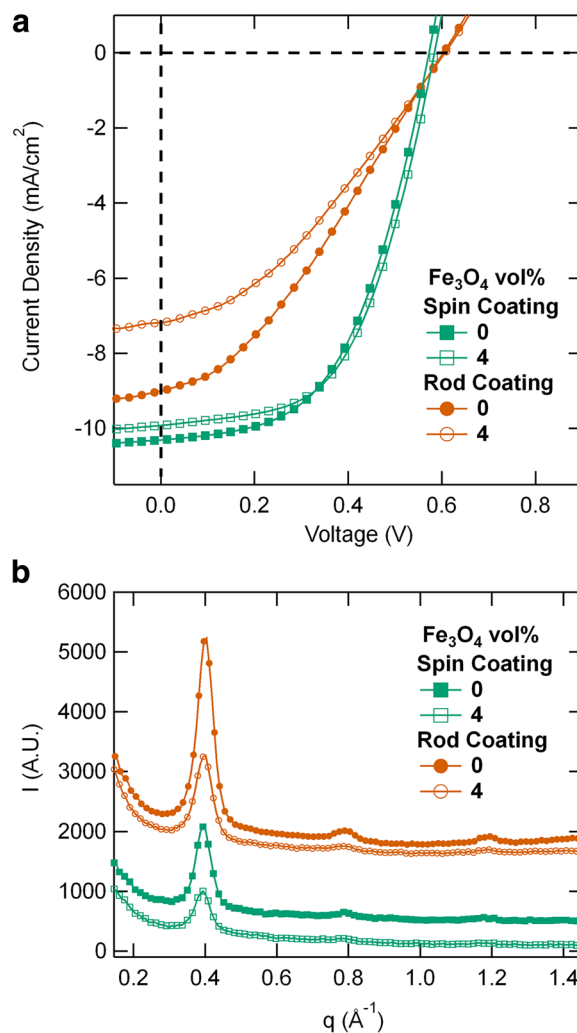 a
0
-2
-4
-6
-8
-10
Current Density (mA/cm²)
Fe₃O₄ vol%
Spin Coating
0
4
Rod Coating
0
4
0.0 0.2 0.4 0.6 0.8
Voltage (V)
b
6000
5000
4000
3000
2000
1000
0
I (A.U.)
Fe₃O₄ vol%
Spin Coating
0
4
Rod Coating
0
4
0.2 0.4 0.6 0.8 1.0 1.2 1.4
q (Å⁻¹)